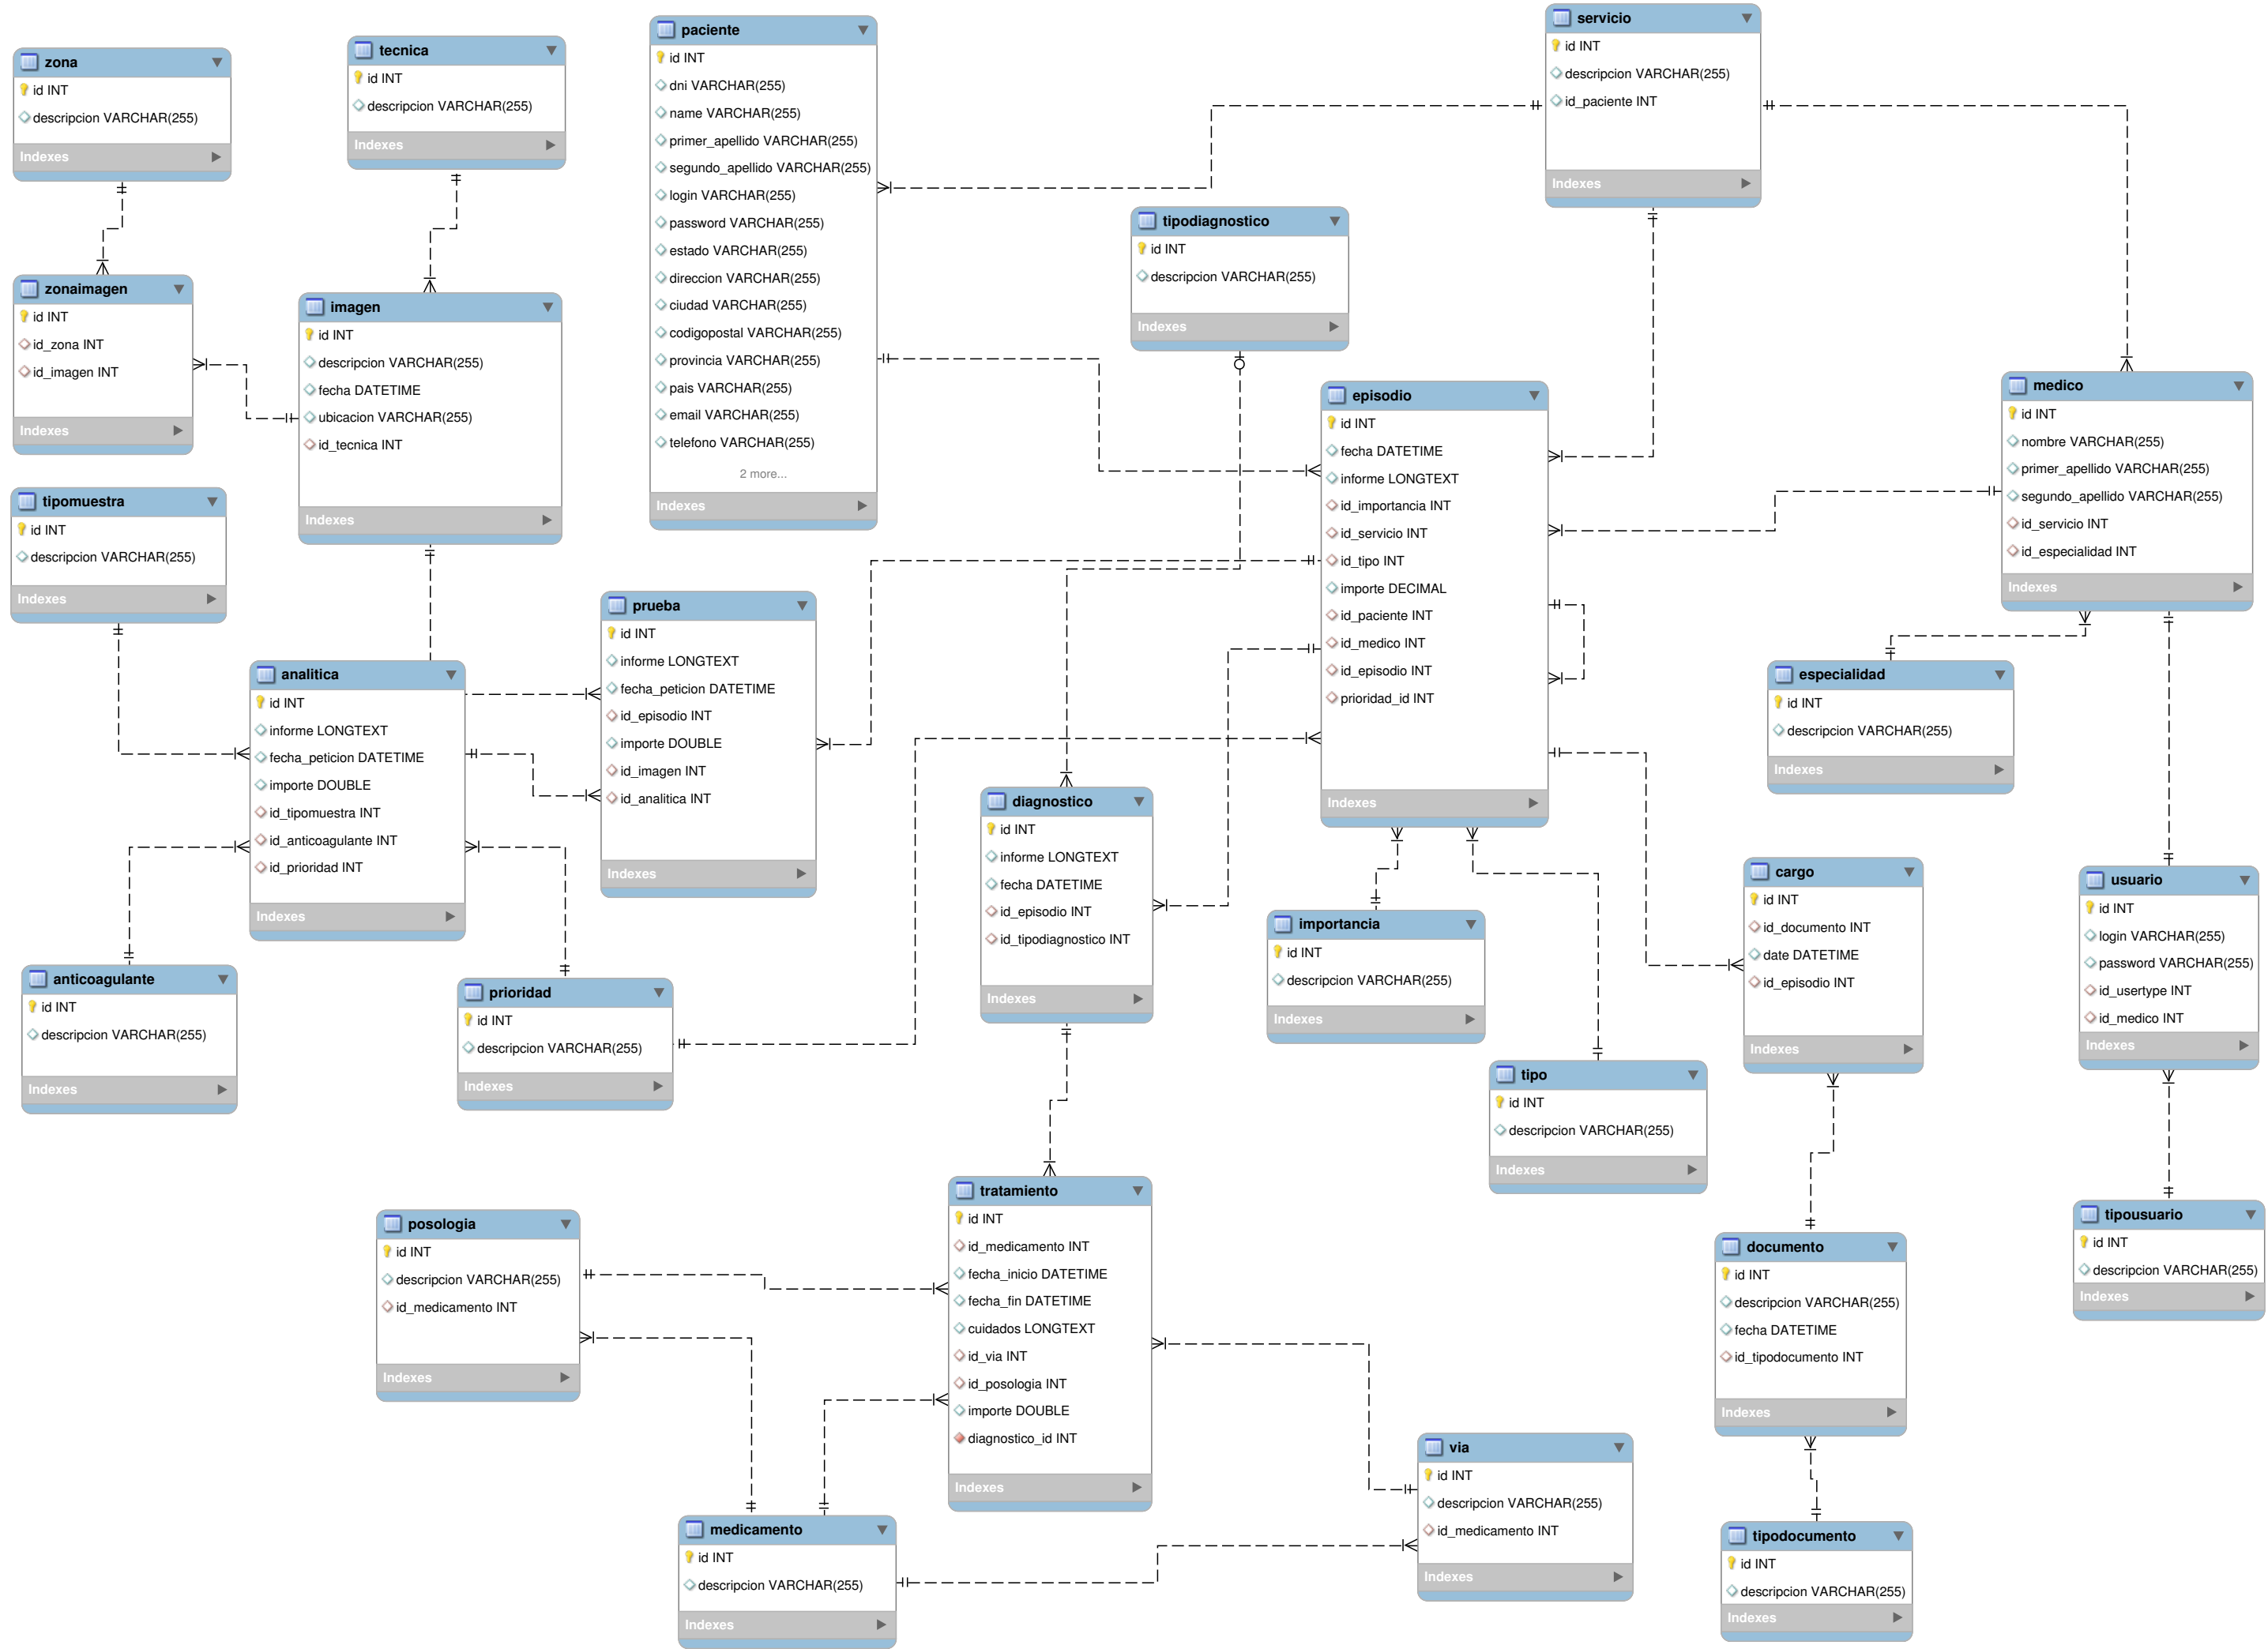 zona
id INT
descripcion VARCHAR(255)
Indexes
tecnica
id INT
descripcion VARCHAR(255)
Indexes
paciente
id INT
dni VARCHAR(255)
name VARCHAR(255)
primer_apellido VARCHAR(255)
segundo_apellido VARCHAR(255)
login VARCHAR(255)
password VARCHAR(255)
estado VARCHAR(255)
direccion VARCHAR(255)
ciudad VARCHAR(255)
codigopostal VARCHAR(255)
provincia VARCHAR(255)
pais VARCHAR(255)
email VARCHAR(255)
telefono VARCHAR(255)
2 more...
Indexes
servicio
id INT
descripcion VARCHAR(255)
id_paciente INT
Indexes
tipodiagnostico
id INT
descripcion VARCHAR(255)
Indexes
zonaimagen
id INT
id_zona INT
id_imagen INT
Indexes
imagen
id INT
descripcion VARCHAR(255)
fecha DATETIME
ubicacion VARCHAR(255)
id_tecnica INT
Indexes
episodio
id INT
fecha DATETIME
informe LONGTEXT
id_importancia INT
id_servicio INT
id_tipo INT
importe DECIMAL
id_paciente INT
id_medico INT
id_episodio INT
prioridad_id INT
Indexes
medico
id INT
nombre VARCHAR(255)
primer_apellido VARCHAR(255)
segundo_apellido VARCHAR(255)
id_servicio INT
id_especialidad INT
Indexes
tipomuestra
id INT
descripcion VARCHAR(255)
Indexes
prueba
id INT
informe LONGTEXT
fecha_peticion DATETIME
id_episodio INT
importe DOUBLE
id_imagen INT
id_analitica INT
Indexes
analitica
id INT
informe LONGTEXT
fecha_peticion DATETIME
importe DOUBLE
id_tipomuestra INT
id_anticoagulante INT
id_prioridad INT
Indexes
especialidad
id INT
descripcion VARCHAR(255)
Indexes
diagnostico
id INT
informe LONGTEXT
fecha DATETIME
id_episodio INT
id_tipodiagnostico INT
Indexes
cargo
id INT
id_documento INT
date DATETIME
id_episodio INT
Indexes
usuario
id INT
login VARCHAR(255)
password VARCHAR(255)
id_usertype INT
id_medico INT
Indexes
importancia
id INT
descripcion VARCHAR(255)
Indexes
anticoagulante
id INT
descripcion VARCHAR(255)
Indexes
prioridad
id INT
descripcion VARCHAR(255)
Indexes
tipo
id INT
descripcion VARCHAR(255)
Indexes
tratamiento
id INT
id_medicamento INT
fecha_inicio DATETIME
fecha_fin DATETIME
cuidados LONGTEXT
id_via INT
id_posologia INT
importe DOUBLE
diagnostico_id INT
Indexes
posologia
id INT
descripcion VARCHAR(255)
id_medicamento INT
Indexes
tipousuario
id INT
descripcion VARCHAR(255)
Indexes
documento
id INT
descripcion VARCHAR(255)
fecha DATETIME
id_tipodocumento INT
Indexes
via
id INT
descripcion VARCHAR(255)
id_medicamento INT
Indexes
medicamento
id INT
descripcion VARCHAR(255)
Indexes
tipodocumento
id INT
descripcion VARCHAR(255)
Indexes